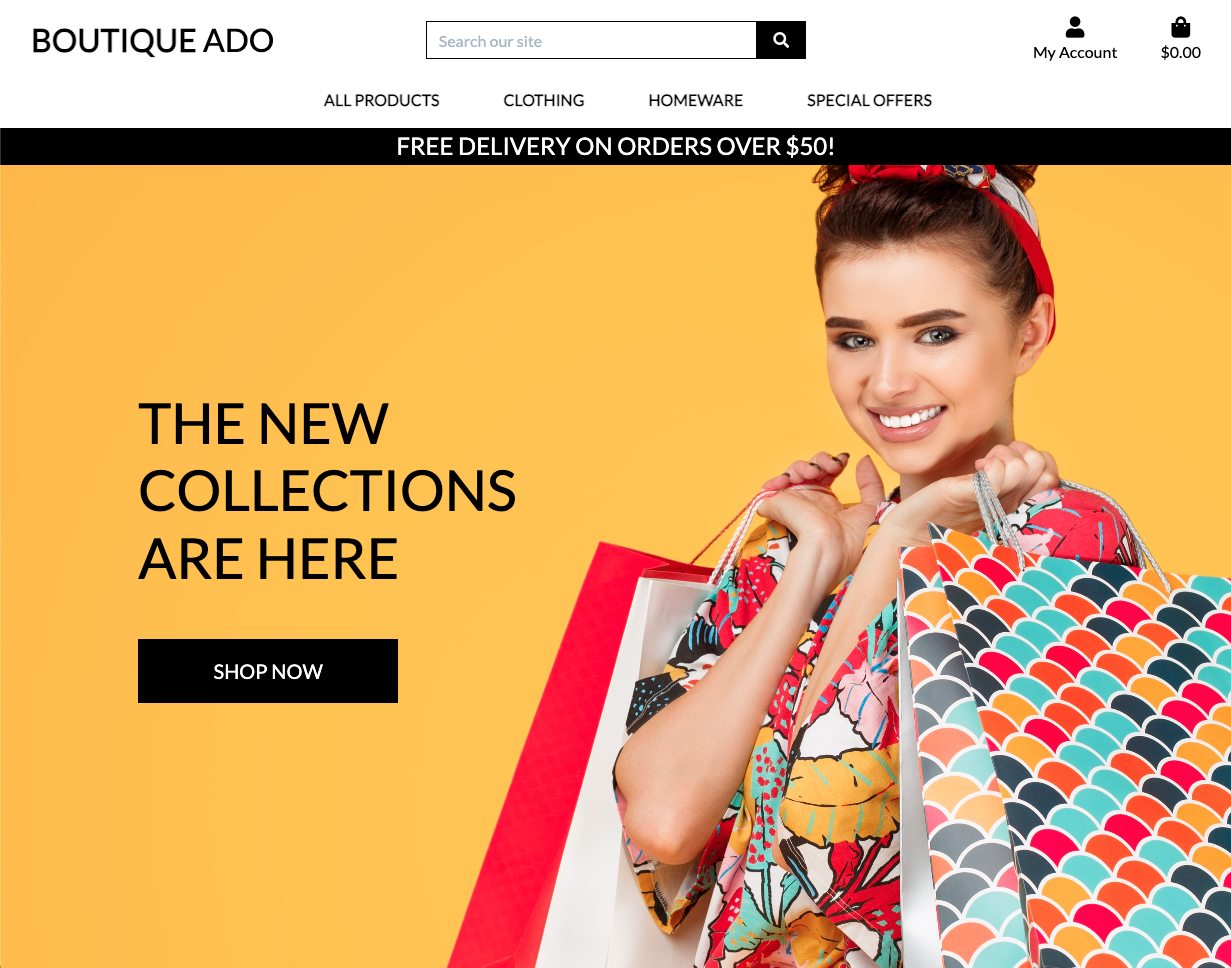 BOUTIQUE ADO
Search our site
My Account
$0.00
ALL PRODUCTS
CLOTHING
HOMEWARE
SPECIAL OFFERS
FREE DELIVERY ON ORDERS OVER $50!
THE NEW
COLLECTIONS
ARE HERE
SHOP NOW